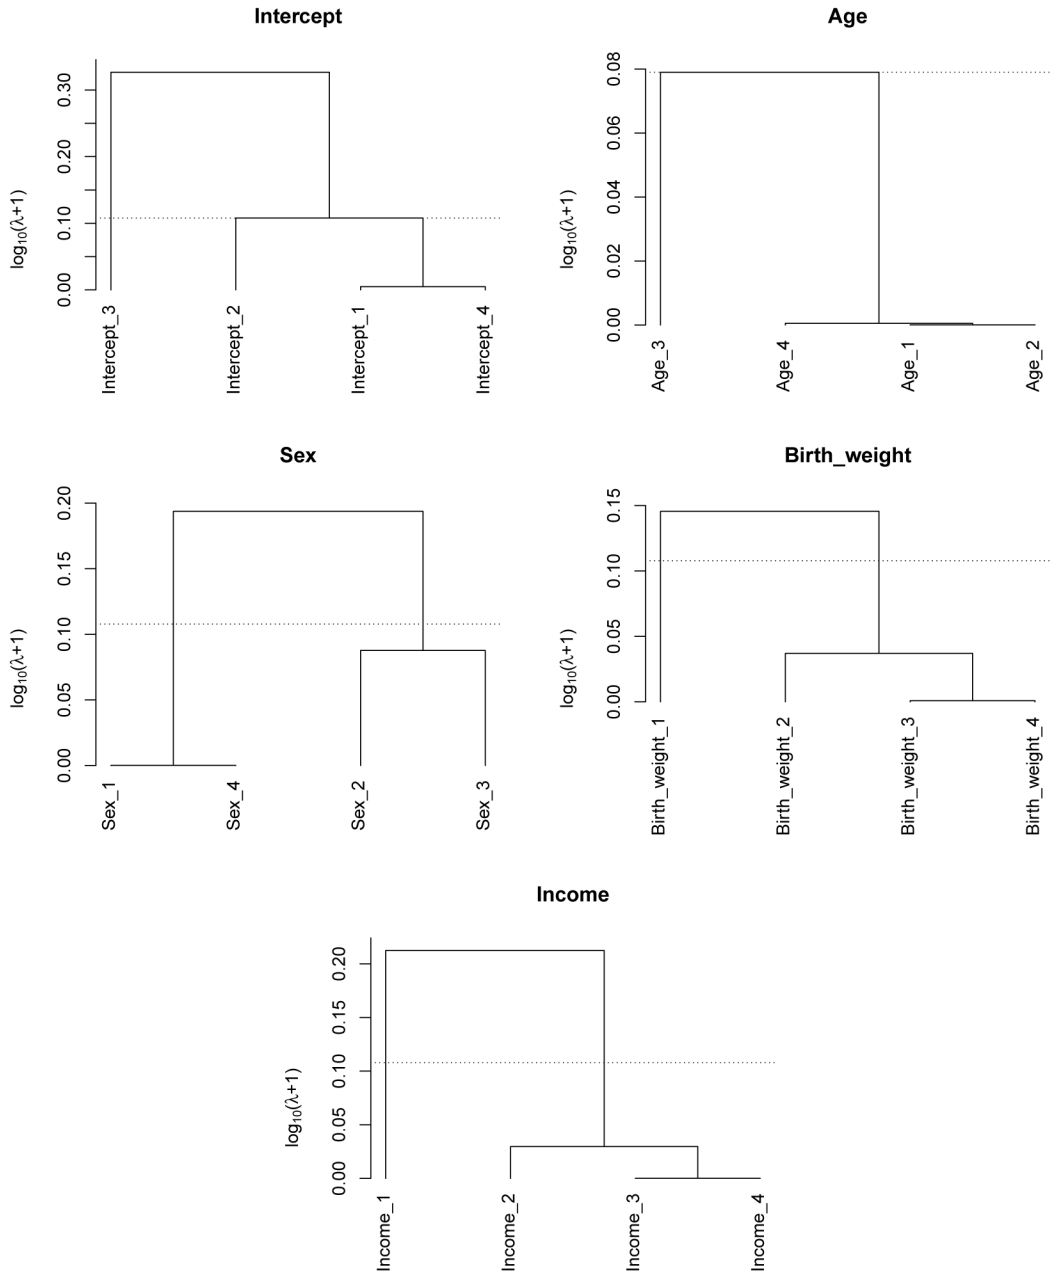 Intercept
log10(λ+1)
0.00
0.10
0.20
0.30
Intercept_3
Intercept_2
Intercept_1
Intercept_4
Age
log10(λ+1)
0.00
0.02
0.04
0.06
0.08
Age_3
Age_4
Age_1
Age_2
Sex
log10(λ+1)
0.00
0.05
0.10
0.15
0.20
Sex_1
Sex_4
Sex_2
Sex_3
Birth_weight
log10(λ+1)
0.00
0.05
0.10
0.15
Birth_weight_1
Birth_weight_2
Birth_weight_3
Birth_weight_4
Income
log10(λ+1)
0.00
0.05
0.10
0.15
0.20
Income_1
Income_2
Income_3
Income_4